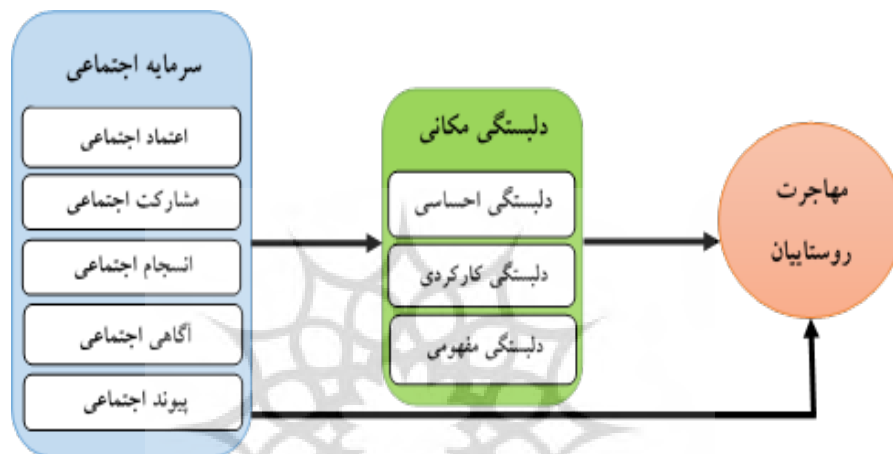 سرمایه اجتماعی
اعتماد اجتماعی
مشارکت اجتماعی
انسجام اجتماعی
آگاهی اجتماعی
پیوند اجتماعی
دلبستگی مکانی
دلبستگی احساسی
دلبستگی کارکردی
دلبستگی مفهومی
مهاجرت
روستاییان